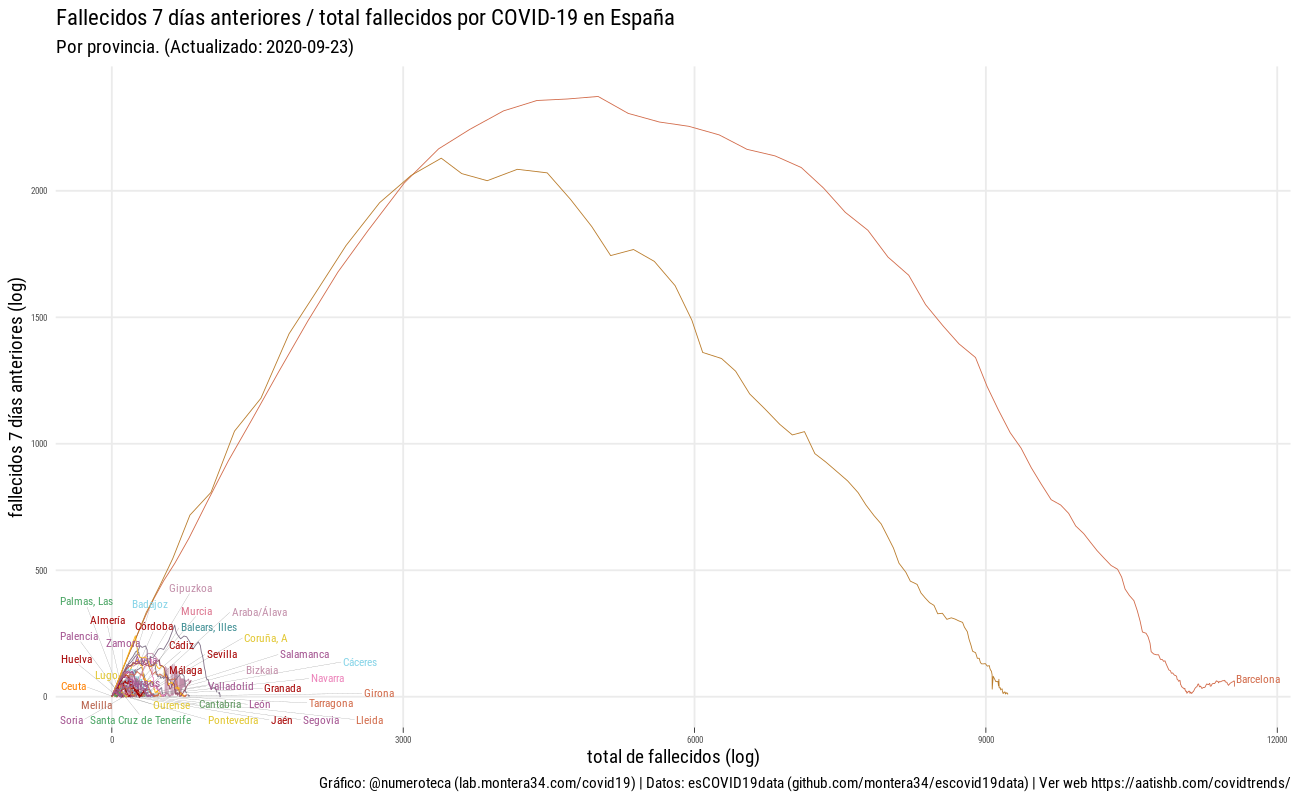 Fallecidos 7 días anteriores / total fallecidos por COVID-19 en España
Por provincia. (Actualizado: 2020-09-23)
fallecidos 7 días anteriores (log)
2000
1500
1000
500
0
Gipuzkoa
Palmas, Las
Badajoz
Murcia
Araba/Álava
Almería
Córdoba
Balears, Illes
Palencia
Zamora
Cádiz
Coruña, A
Huelva
Sevilla
Salamanca
Cáceres
Lugo
Málaga
Bizkaia
Navarra
Ceuta
Valladolid
Granada
Girona
Barcelona
Melilla
Ourense
Cantabria
León
Tarragona
Soria
Santa Cruz de Tenerife
Pontevedra
Jaén
Segovia
Lleida
0
3000
6000
9000
12000
total de fallecidos (log)
Gráfico: @numeroteca (lab.montera34.com/covid19) | Datos: esCOVID19data (github.com/montera34/escovid19data) | Ver web https://aatishb.com/covidtrends/